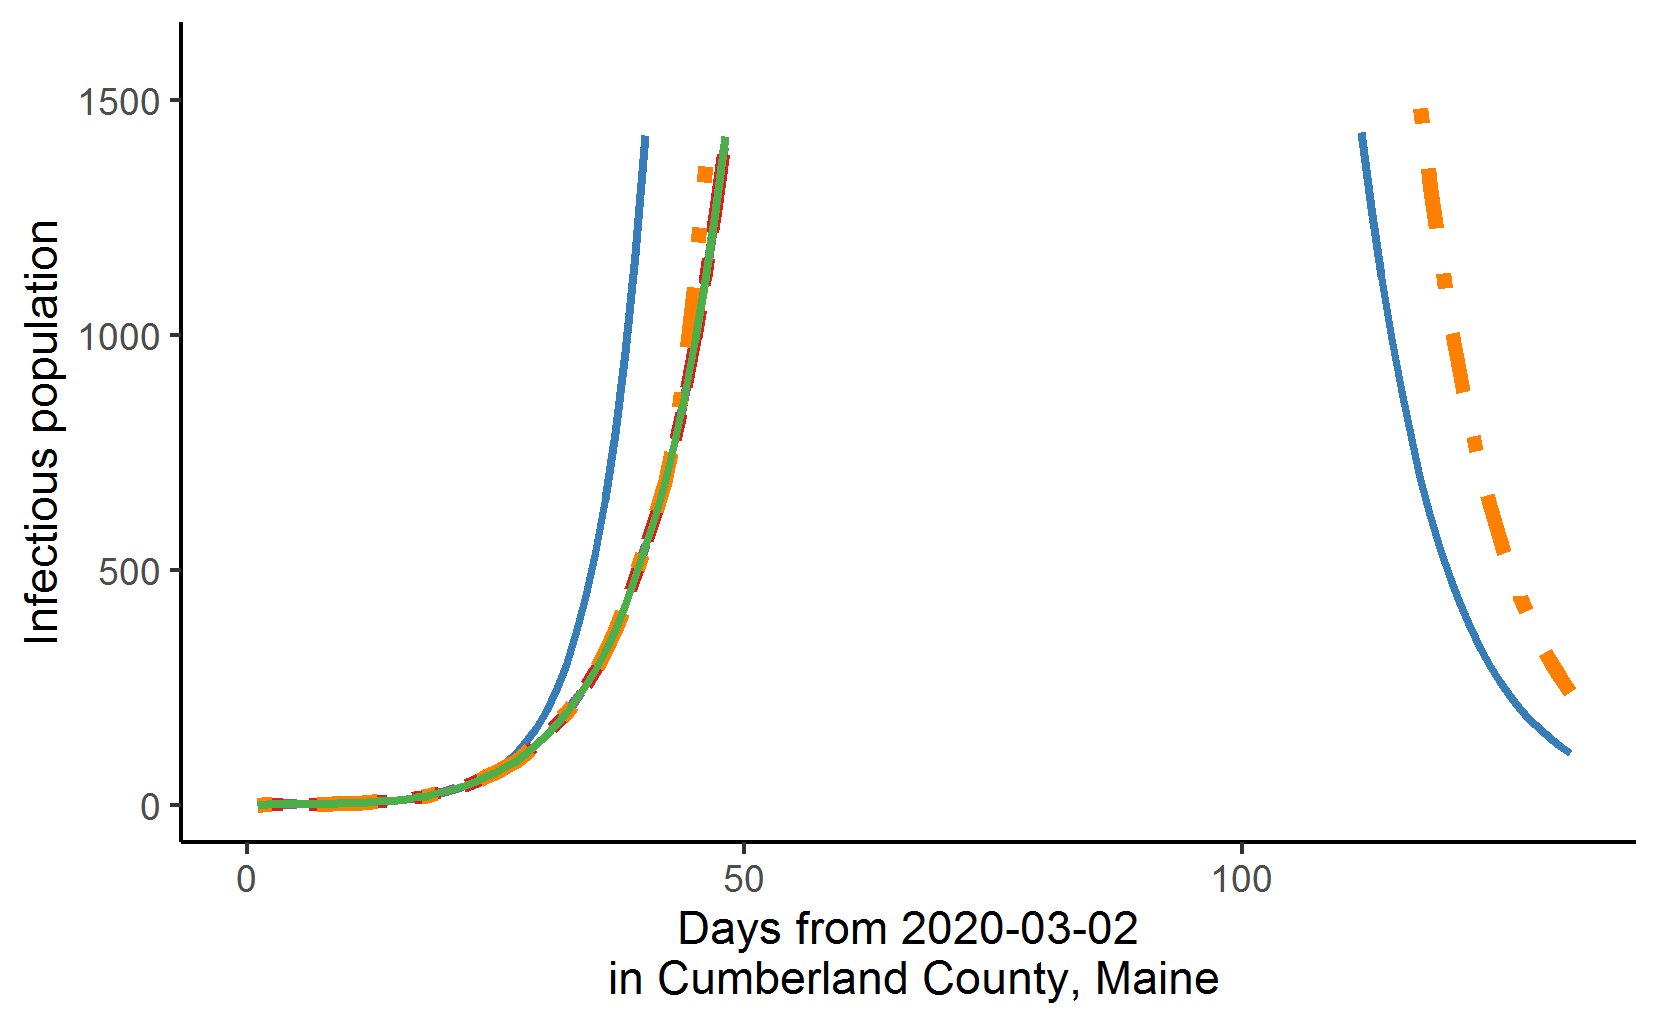 Infectious population
1500
1000
500
0
0 50 100
Days from 2020-03-02
in Cumberland County, Maine